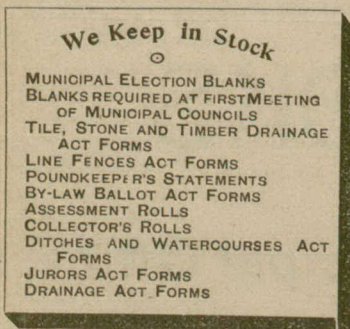 We Keep in Stock
MUNICIPAL ELECTION BLANKS
BLANKS REQUIRED AT FIRST MEETING
OF MUNICIPAL COUNCILS
TILE, STONE AND TIMBER DRAINAGE
ACT FORMS
LINE FENCES ACT FORMS
POUNDKEEPER'S STATEMENTS
BY-LAW BALLOT ACT FORMS
ASSESSMENT ROLLS
COLLECTOR'S ROLLS
DITCHES AND WATERCOURSES ACT
FORMS
JURORS ACT FORMS
DRAINAGE ACT FORMS